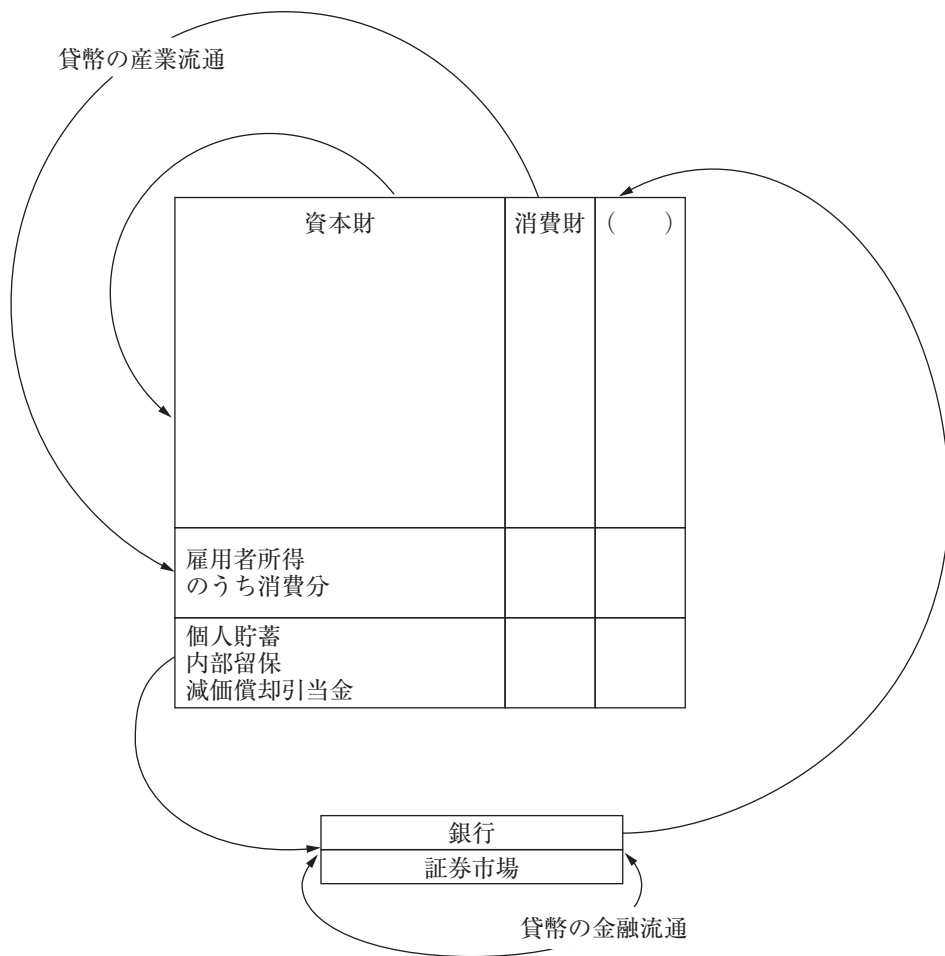 貸幣の産業流通
資本財
消費財
(　　)
雇用者所得
のうち消費分
個人貯蓄
内部留保
減価償却引当金
銀行
証券市場
貸幣の金融流通